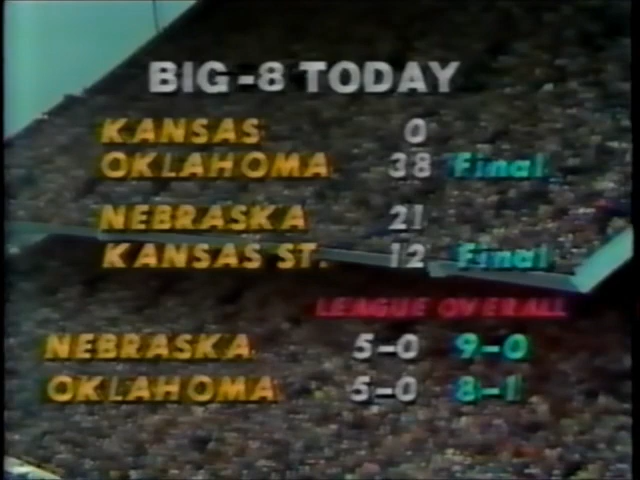 BIG-8 TODAY
KANSAS 0
OKLAHOMA 38 Final
NEBRASKA 21
KANSAS ST. 12 Final
LEAGUE OVERALL
NEBRASKA 5-0 9-0
OKLAHOMA 5-0 8-1